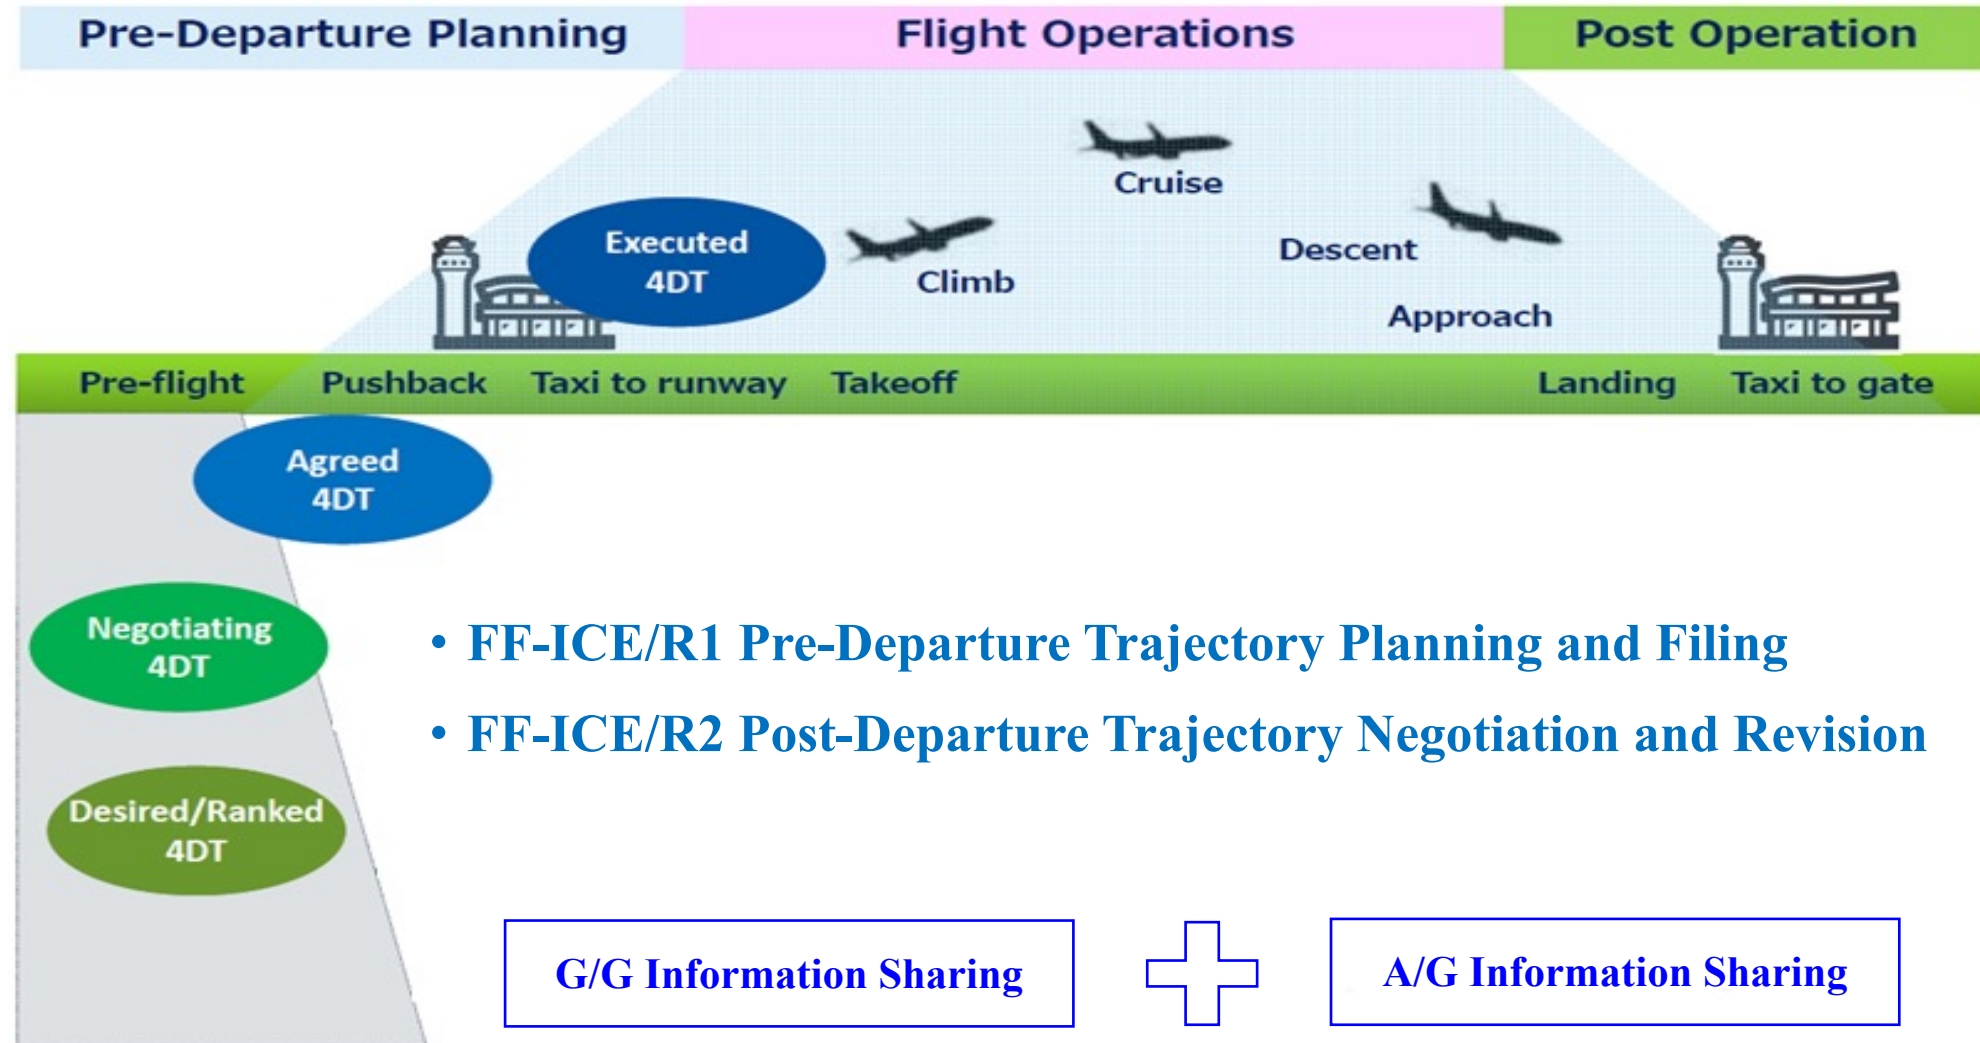 Pre-Departure Planning
Flight Operations
Post Operation
Cruise
Executed
4DT
Climb
Descent
Approach
Pre-flight
Pushback
Taxi to runway
Takeoff
Landing
Taxi to gate
Agreed
4DT
Negotiating
4DT
• FF-ICE/R1 Pre-Departure Trajectory Planning and Filing
• FF-ICE/R2 Post-Departure Trajectory Negotiation and Revision
Desired/Ranked
4DT
G/G Information Sharing
A/G Information Sharing